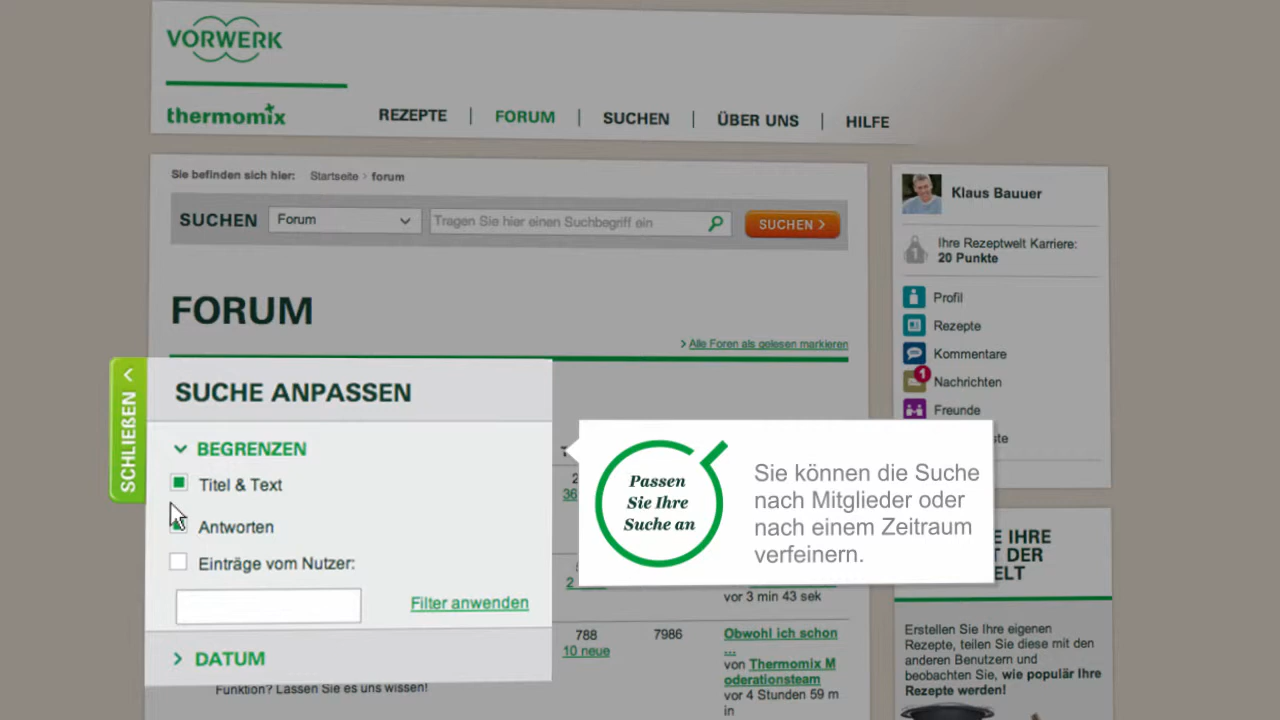 VORWERK
thermomix
REZEPTE | FORUM | SUCHEN | ÜBER UNS | HILFE
Sie befinden sich hier: Startseite > forum
SUCHEN Forum Tragen Sie hier einen Suchbegriff ein SUCHEN >
FORUM
> Alle Foren als gelesen markieren
SCHLIEßEN
SUCHE ANPASSEN
BEGRENZEN
Titel & Text
Antworten
Einträge vom Nutzer:
Filter anwenden
DATUM
Funktion? Lassen Sie es uns wissen!
Passen
Sie Ihre
Suche an
Sie können die Suche
nach Mitglieder oder
nach einem Zeitraum
verfeinern.
vor 3 min 43 sek
788
10 neue
7986
Obwohl ich schon
...
von Thermomix M
oderationsteam
vor 4 Stunden 59 m
in
Klaus Bauuer
1
Ihre Rezeptwelt Karriere:
20 Punkte
Profil
Rezepte
Kommentare
1
Nachrichten
Freunde
Erstellen Sie Ihre eigenen
Rezepte, teilen Sie diese mit den
anderen Benutzern und
beobachten Sie, wie populär Ihre
Rezepte werden!